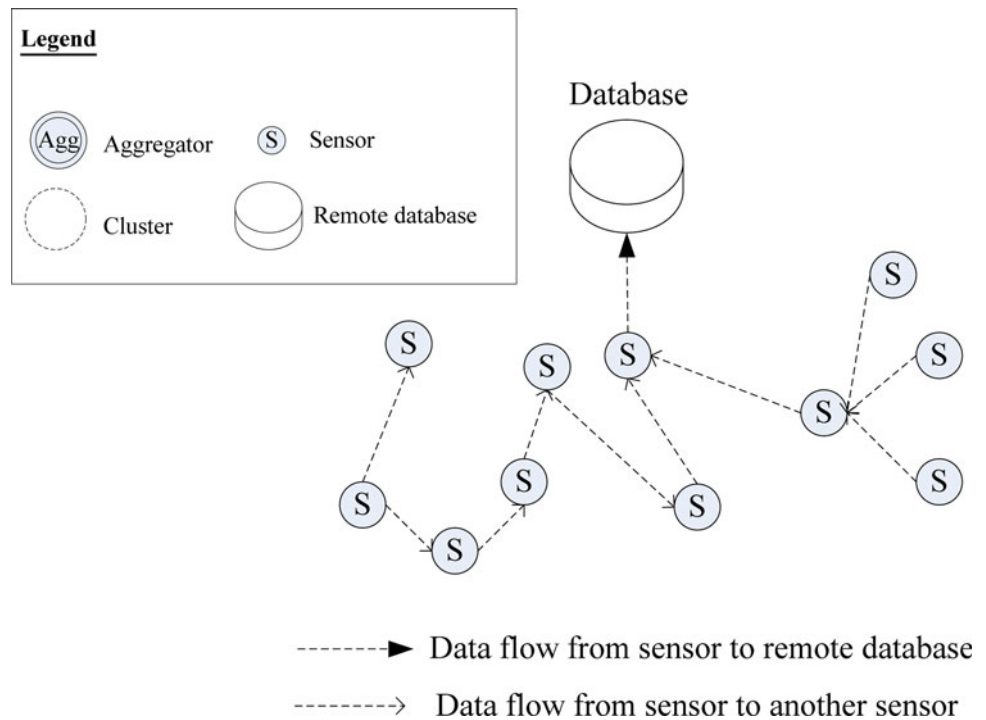 Legend
Agg Aggregator S Sensor
Cluster Remote database
Database
S
S
S
S
S
S
S
S
S
S
S
Data flow from sensor to remote database
Data flow from sensor to another sensor